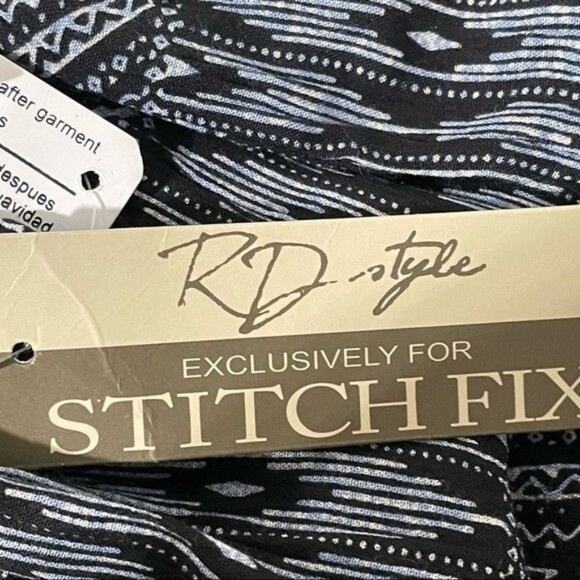 after garment
s
despues
avidad
RD style
EXCLUSIVELY FOR
STITCH FIX